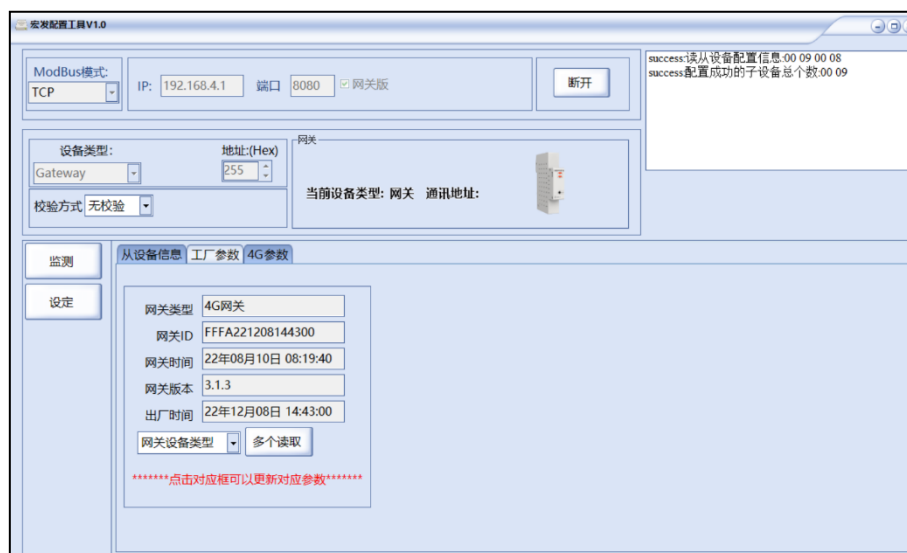 宏发配置工具V1.0
ModBus模式:
TCP
IP: 192.168.4.1 端口 8080 网关版
断开
success:读从设备配置信息:00 09 00 08
success:配置成功的子设备总个数:00 09
设备类型: 地址:(Hex)
Gateway 255
校验方式 无校验
网关
当前设备类型: 网关 通讯地址:
监测
设定
从设备信息 工厂参数 4G参数
网关类型 4G网关
网关ID FFFA221208144300
网关时间 22年08月10日 08:19:40
网关版本 3.1.3
出厂时间 22年12月08日 14:43:00
网关设备类型 多个读取
*******点击对应框可以更新对应参数*******